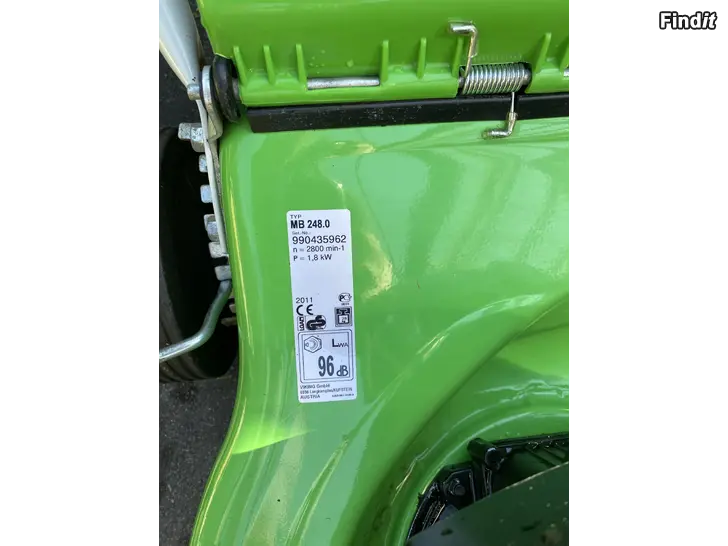 Findit
TYP
MB 248.0
Ser. No.:
990435962
n = 2800 min-1
P = 1,8 kW
2011
CE
LWA
96 dB
VIKING GmbH
AUSTRIA